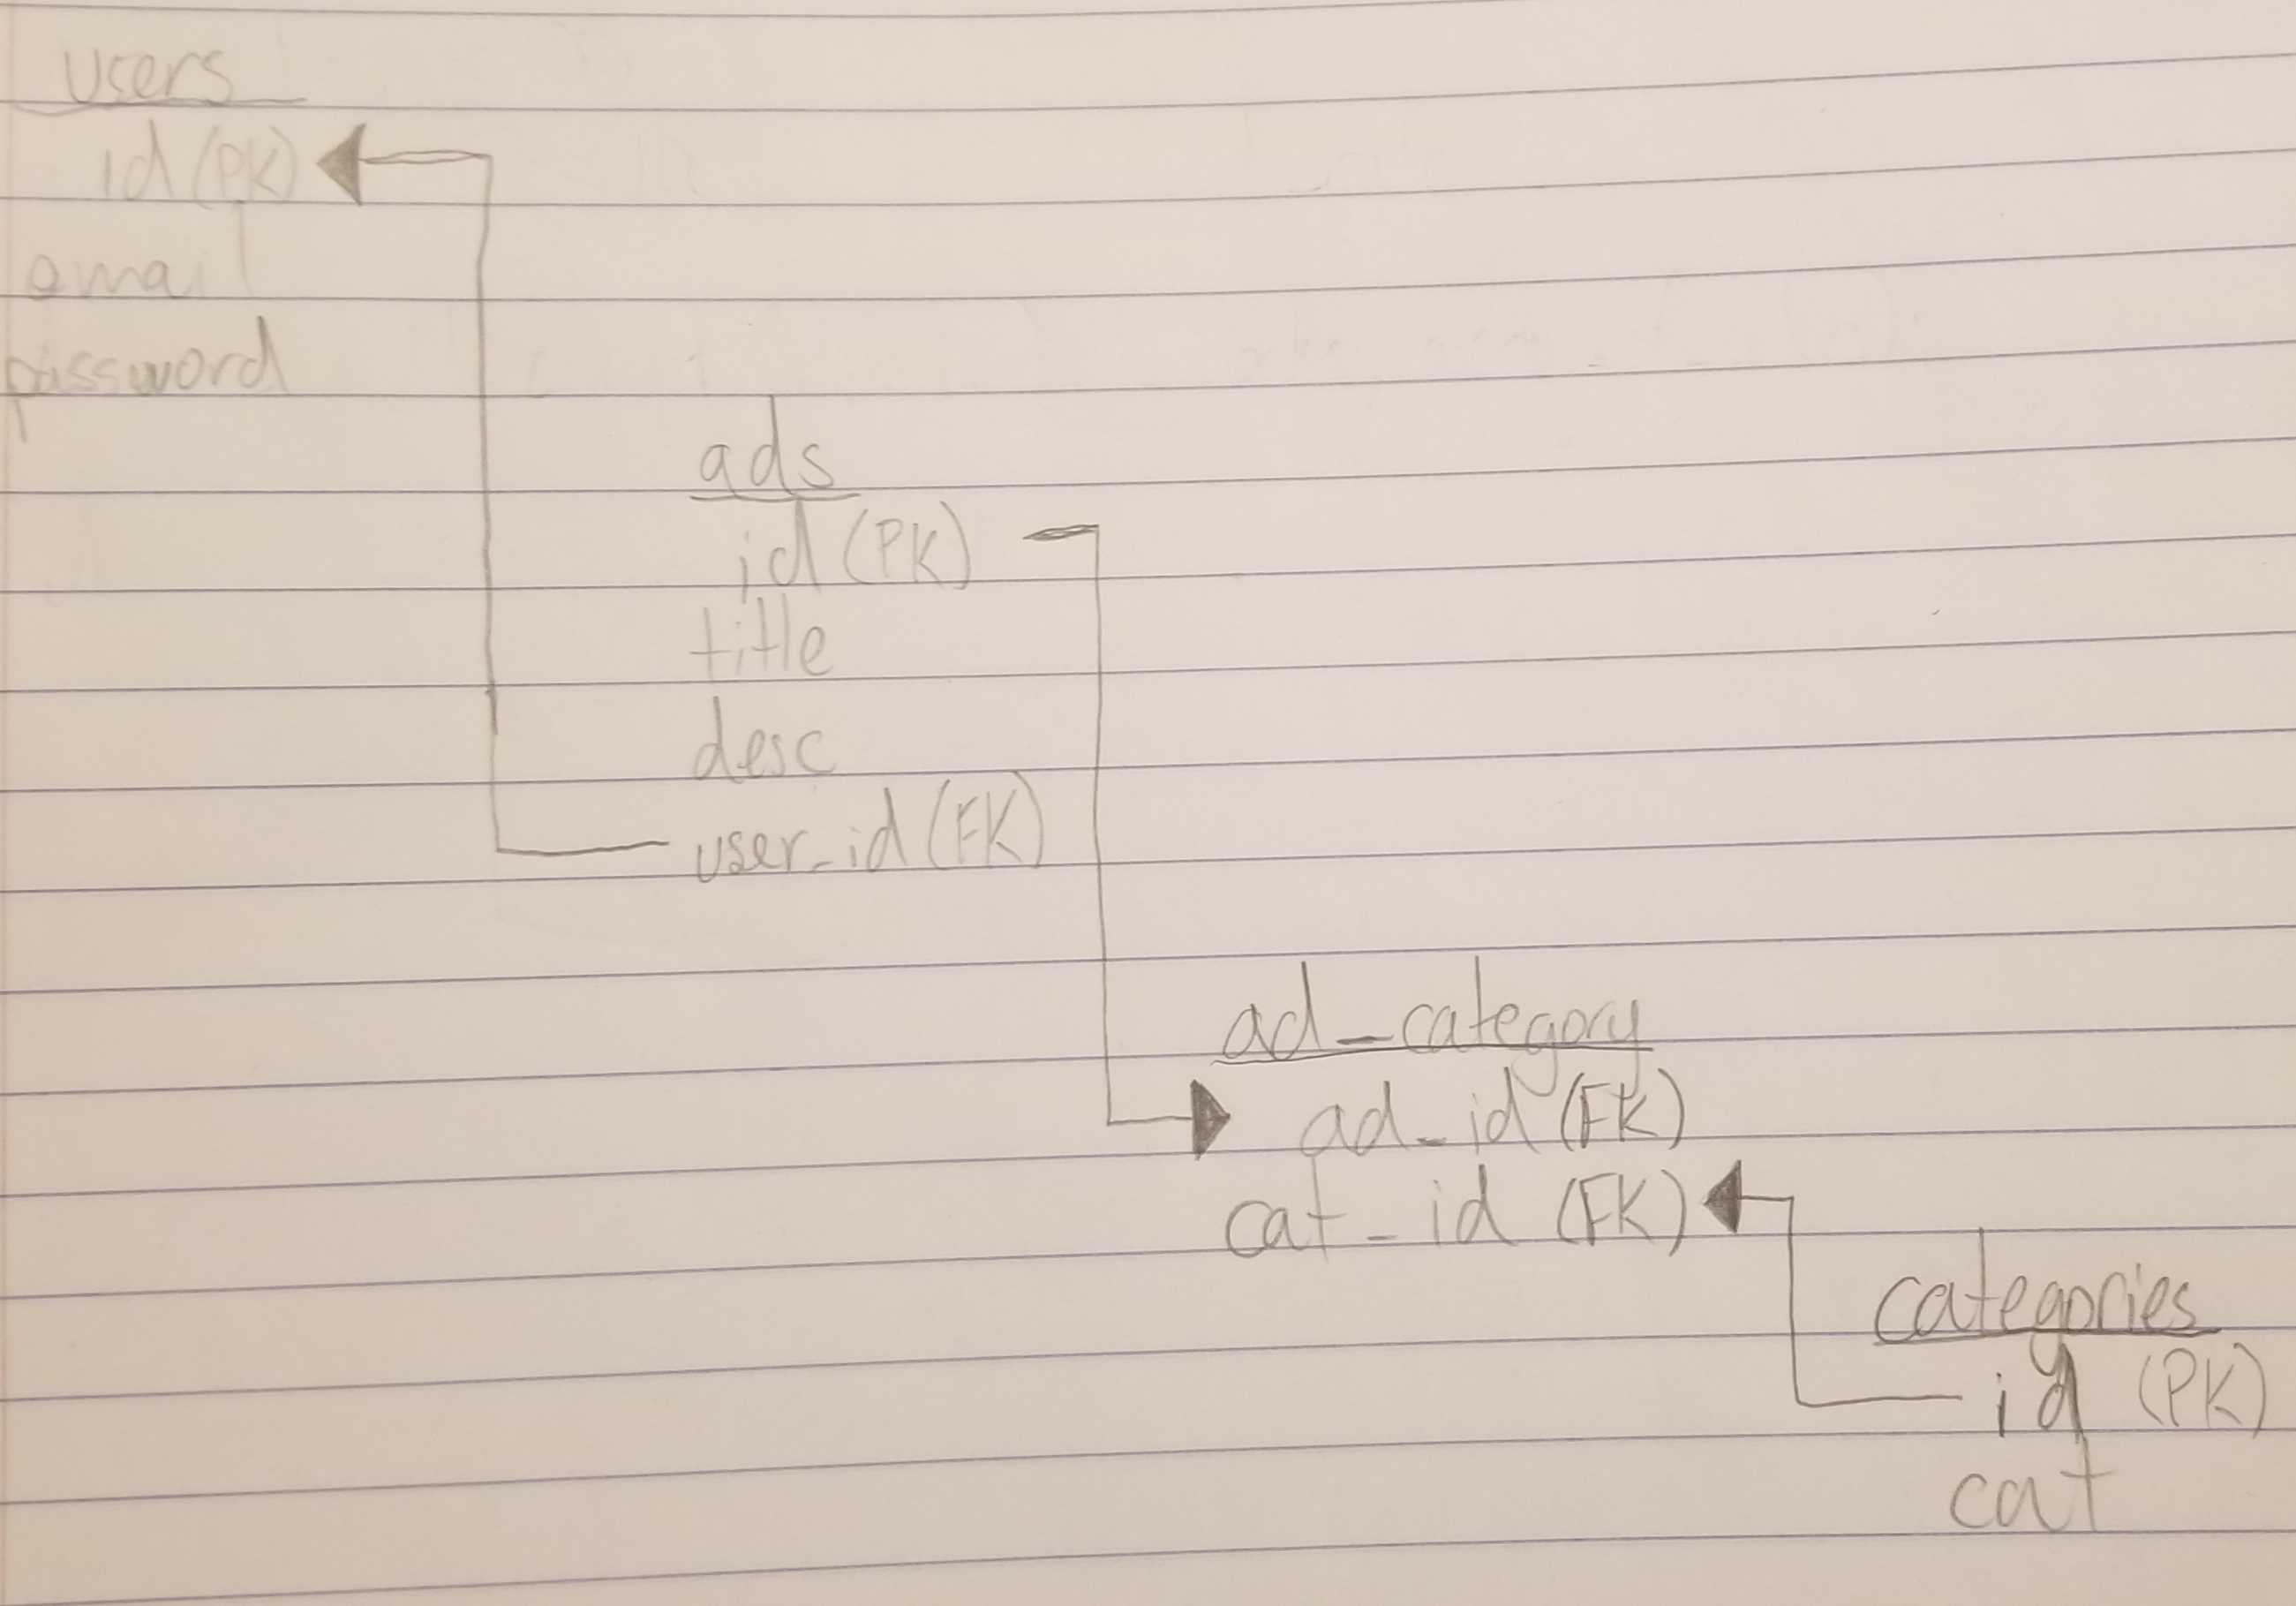 users
id (PK)
email
password
ads
id (PK)
title
desc
user_id (FK)
ad_category
ad_id (FK)
cat_id (FK)
categories
id (PK)
cat